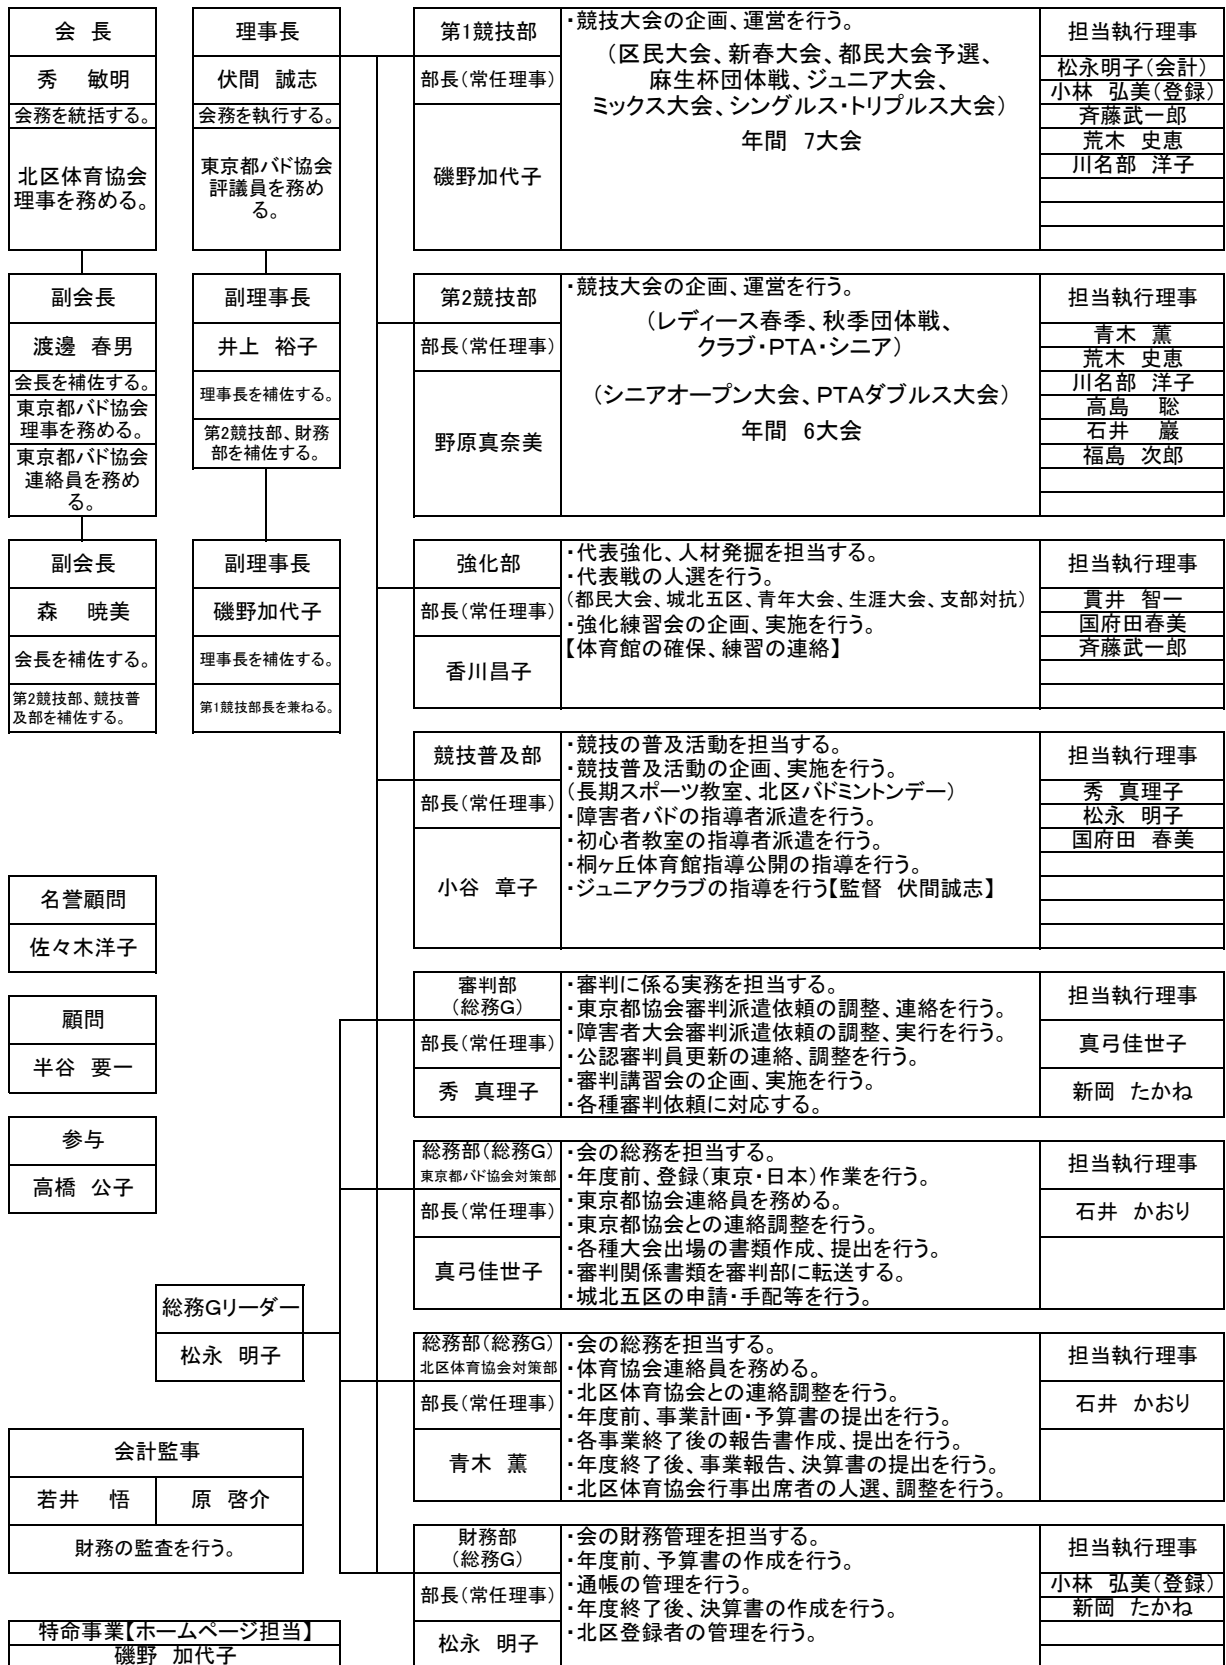 会 長
秀 敏明
会務を統括する。
北区体育協会
理事を務める。
理事長
伏間 誠志
会務を執行する。
東京都バド協会
評議員を務め
る。
第1競技部
部長(常任理事)
磯野加代子
・競技大会の企画、運営を行う。
(区民大会、新春大会、都民大会予選、
麻生杯団体戦、ジュニア大会、
ミックス大会、シングルス・トリプルス大会)
年間 7大会
担当執行理事
松永明子(会計)
小林 弘美(登録)
斉藤武一郎
荒木 史恵
川名部 洋子
副会長
渡邊 春男
会長を補佐する。
東京都バド協会
理事を務める。
東京都バド協会
連絡員を務め
る。
副理事長
井上 裕子
理事長を補佐する。
第2競技部、財務
部を補佐する。
第2競技部
部長(常任理事)
野原真奈美
・競技大会の企画、運営を行う。
(レディース春季、秋季団体戦、
クラブ・PTA・シニア)
(シニアオープン大会、PTAダブルス大会)
年間 6大会
担当執行理事
青木 薫
荒木 史恵
川名部 洋子
高島 聡
石井 巖
福島 次郎
副会長
森 暁美
会長を補佐する。
第2競技部、競技普
及部を補佐する。
副理事長
磯野加代子
理事長を補佐する。
第1競技部長を兼ねる。
強化部
部長(常任理事)
香川昌子
・代表強化、人材発掘を担当する。
・代表戦の人選を行う。
(都民大会、城北五区、青年大会、生涯大会、支部対抗)
・強化練習会の企画、実施を行う。
【体育館の確保、練習の連絡】
担当執行理事
貫井 智一
国府田春美
斉藤武一郎
競技普及部
部長(常任理事)
小谷 章子
・競技の普及活動を担当する。
・競技普及活動の企画、実施を行う。
(長期スポーツ教室、北区バドミントンデー)
・障害者バドの指導者派遣を行う。
・初心者教室の指導者派遣を行う。
・桐ヶ丘体育館指導公開の指導を行う。
・ジュニアクラブの指導を行う【監督 伏間誠志】
担当執行理事
秀 真理子
松永 明子
国府田 春美
名誉顧問
佐々木洋子
顧問
半谷 要一
参与
高橋 公子
審判部
(総務G)
部長(常任理事)
秀 真理子
・審判に係る実務を担当する。
・東京都協会審判派遣依頼の調整、連絡を行う。
・障害者大会審判派遣依頼の調整、実行を行う。
・公認審判員更新の連絡、調整を行う。
・審判講習会の企画、実施を行う。
・各種審判依頼に対応する。
担当執行理事
真弓佳世子
新岡 たかね
総務部(総務G)
東京都バド協会対策部
部長(常任理事)
真弓佳世子
・会の総務を担当する。
・年度前、登録(東京・日本)作業を行う。
・東京都協会連絡員を務める。
・東京都協会との連絡調整を行う。
・各種大会出場の書類作成、提出を行う。
・審判関係書類を審判部に転送する。
・城北五区の申請・手配等を行う。
担当執行理事
石井 かおり
総務Gリーダー
松永 明子
総務部(総務G)
北区体育協会対策部
部長(常任理事)
青木 薫
・会の総務を担当する。
・体育協会連絡員を務める。
・北区体育協会との連絡調整を行う。
・年度前、事業計画・予算書の提出を行う。
・各事業終了後の報告書作成、提出を行う。
・年度終了後、事業報告、決算書の提出を行う。
・北区体育協会行事出席者の人選、調整を行う。
担当執行理事
石井 かおり
会計監事
若井 悟
原 啓介
財務の監査を行う。
財務部
(総務G)
部長(常任理事)
松永 明子
・会の財務管理を担当する。
・年度前、予算書の作成を行う。
・通帳の管理を行う。
・年度終了後、決算書の作成を行う。
・北区登録者の管理を行う。
担当執行理事
小林 弘美(登録)
新岡 たかね
特命事業【ホームページ担当】
磯野 加代子